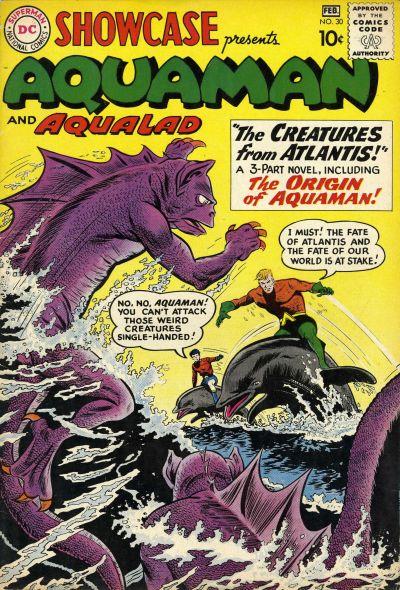 SUPERMAN
DC
NATIONAL COMICS
SHOWCASE presents
FEB.
NO. 30
10¢
APPROVED
BY THE
COMICS
CODE
CA
AUTHORITY
AQUAMAN
AND AQUALAD
"The CREATURES
from ATLANTIS!"
A 3-PART NOVEL, INCLUDING
The ORIGIN
of AQUAMAN!
I MUST! THE FATE
OF ATLANTIS AND
THE FATE OF OUR
WORLD IS AT STAKE!
NO, NO, AQUAMAN!
YOU CAN'T ATTACK
THOSE WEIRD
CREATURES
SINGLE-HANDED!